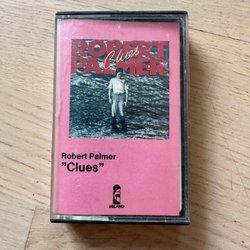 ROBERT
Clues
PALMER
Robert Palmer
"Clues"
ISLAND